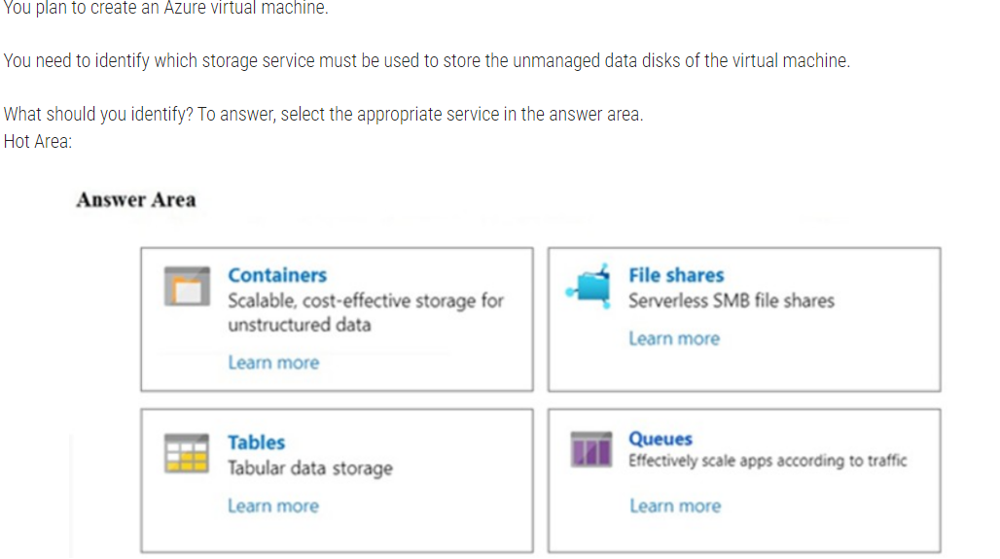 You plan to create an Azure virtual machine.
You need to identify which storage service must be used to store the unmanaged data disks of the virtual machine.
What should you identify? To answer, select the appropriate service in the answer area.
Hot Area:
Answer Area
Containers
Scalable, cost-effective storage for
unstructured data
Learn more
File shares
Serverless SMB file shares
Learn more
Tables
Tabular data storage
Learn more
Queues
Effectively scale apps according to traffic
Learn more